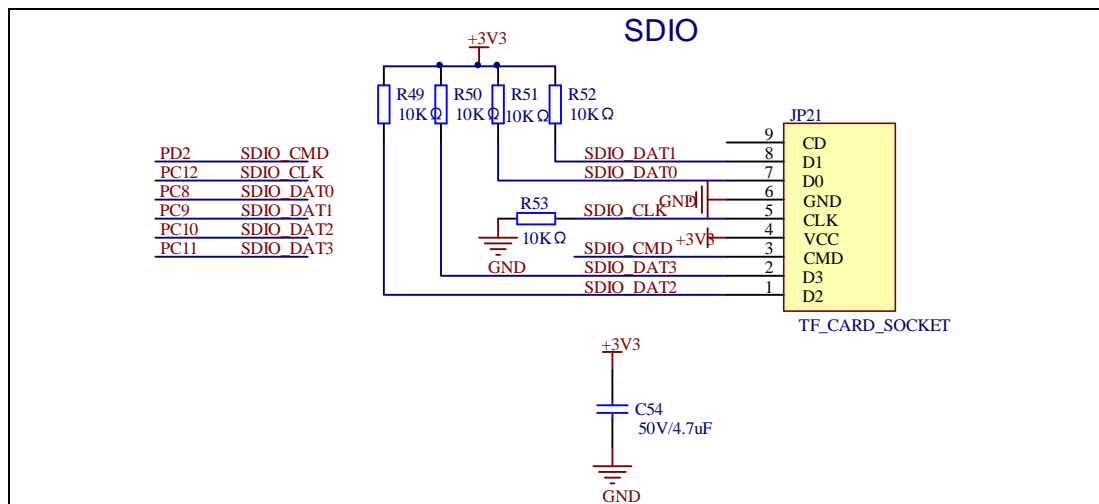 SDIO
+3V3
R49 R50 R51 R52
10KΩ 10KΩ 10KΩ 10KΩ
JP21
9 CD
PD2 SDIO_CMD
SDIO_DAT1 8 D1
PC12 SDIO_CLK
SDIO_DAT0 7 D0
PC8 SDIO_DAT0
GND 6 GND
PC9 SDIO_DAT1
R53 SDIO_CLK 5 CLK
10KΩ
PC10 SDIO_DAT2
+3V3 4 VCC
PC11 SDIO_DAT3
SDIO_CMD 3 CMD
GND
SDIO_DAT3 2 D3
SDIO_DAT2 1 D2
TF_CARD_SOCKET
+3V3
C54
50V/4.7uF
GND